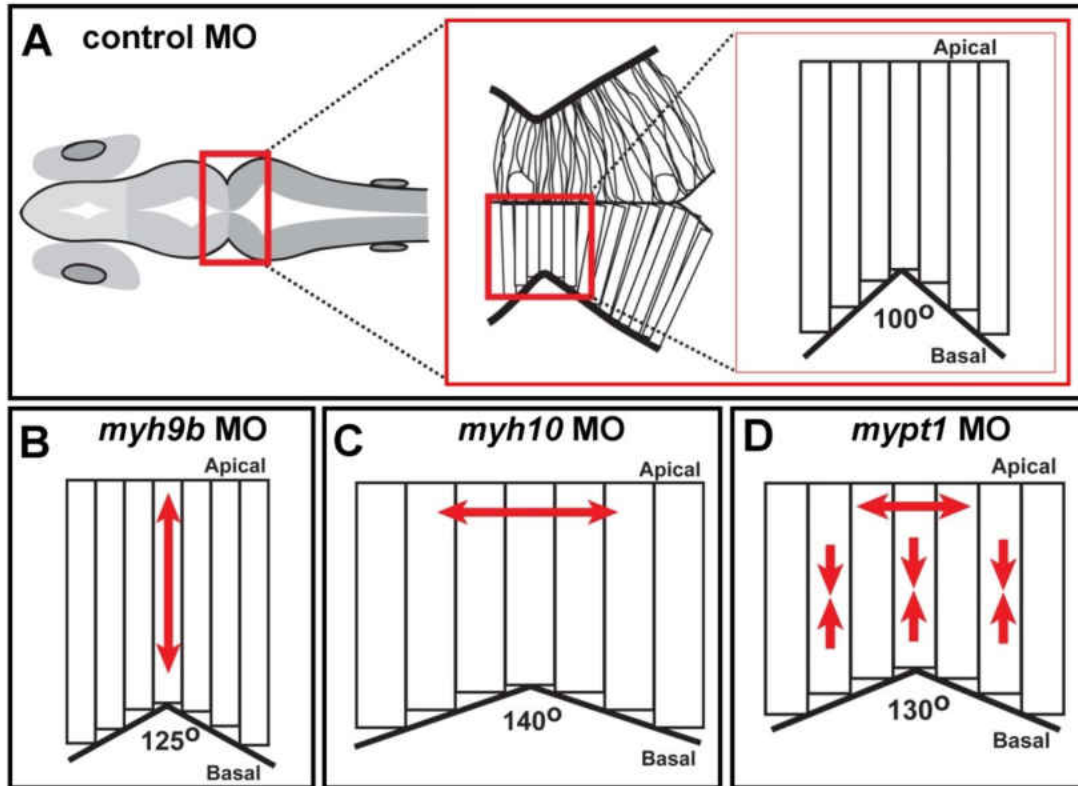 A control MO
Apical
100°
Basal
B myh9b MO
Apical
125°
Basal
C myh10 MO
Apical
140°
Basal
D mypt1 MO
Apical
130°
Basal